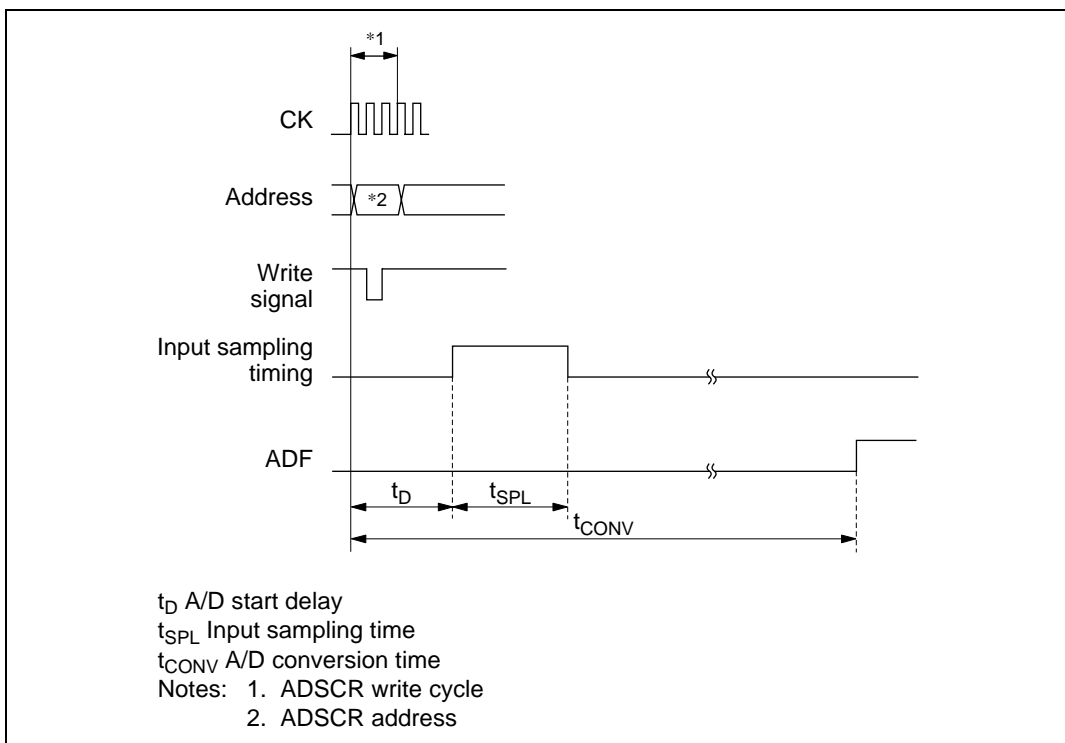 *1
CK
Address
*2
Write
signal
Input sampling
timing
ADF
tD
tSPL
tCONV
tD A/D start delay
tSPL Input sampling time
tCONV A/D conversion time
Notes: 1. ADSCR write cycle
2. ADSCR address